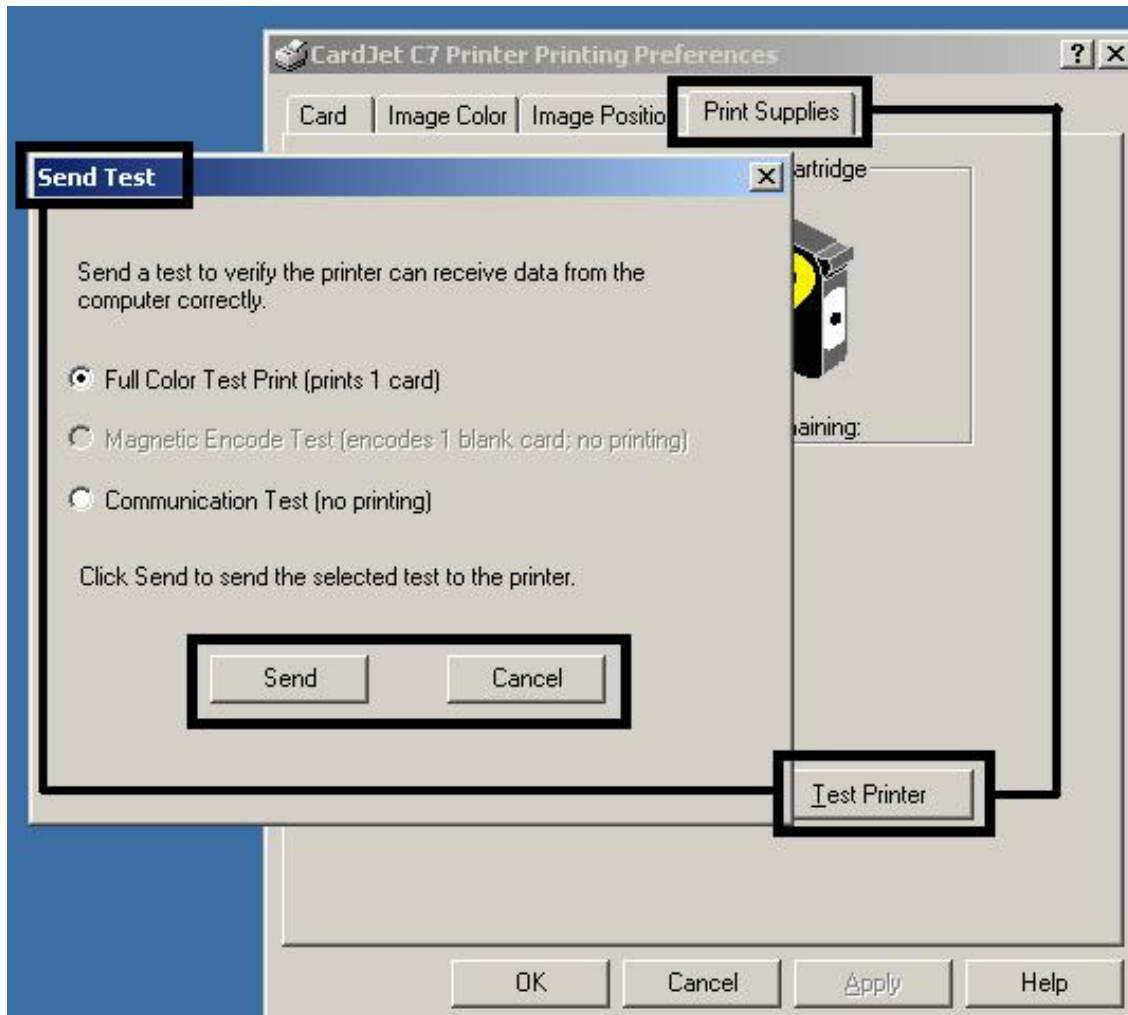 CardJet C7 Printer Printing Preferences
Card Image Color Image Positio Print Supplies
Send Test
artridge
Send a test to verify the printer can receive data from the
computer correctly.
Full Color Test Print (prints 1 card)
Magnetic Encode Test (encodes 1 blank card; no printing)
aining:
Communication Test (no printing)
Click Send to send the selected test to the printer.
Send Cancel
Test Printer
OK Cancel Apply Help